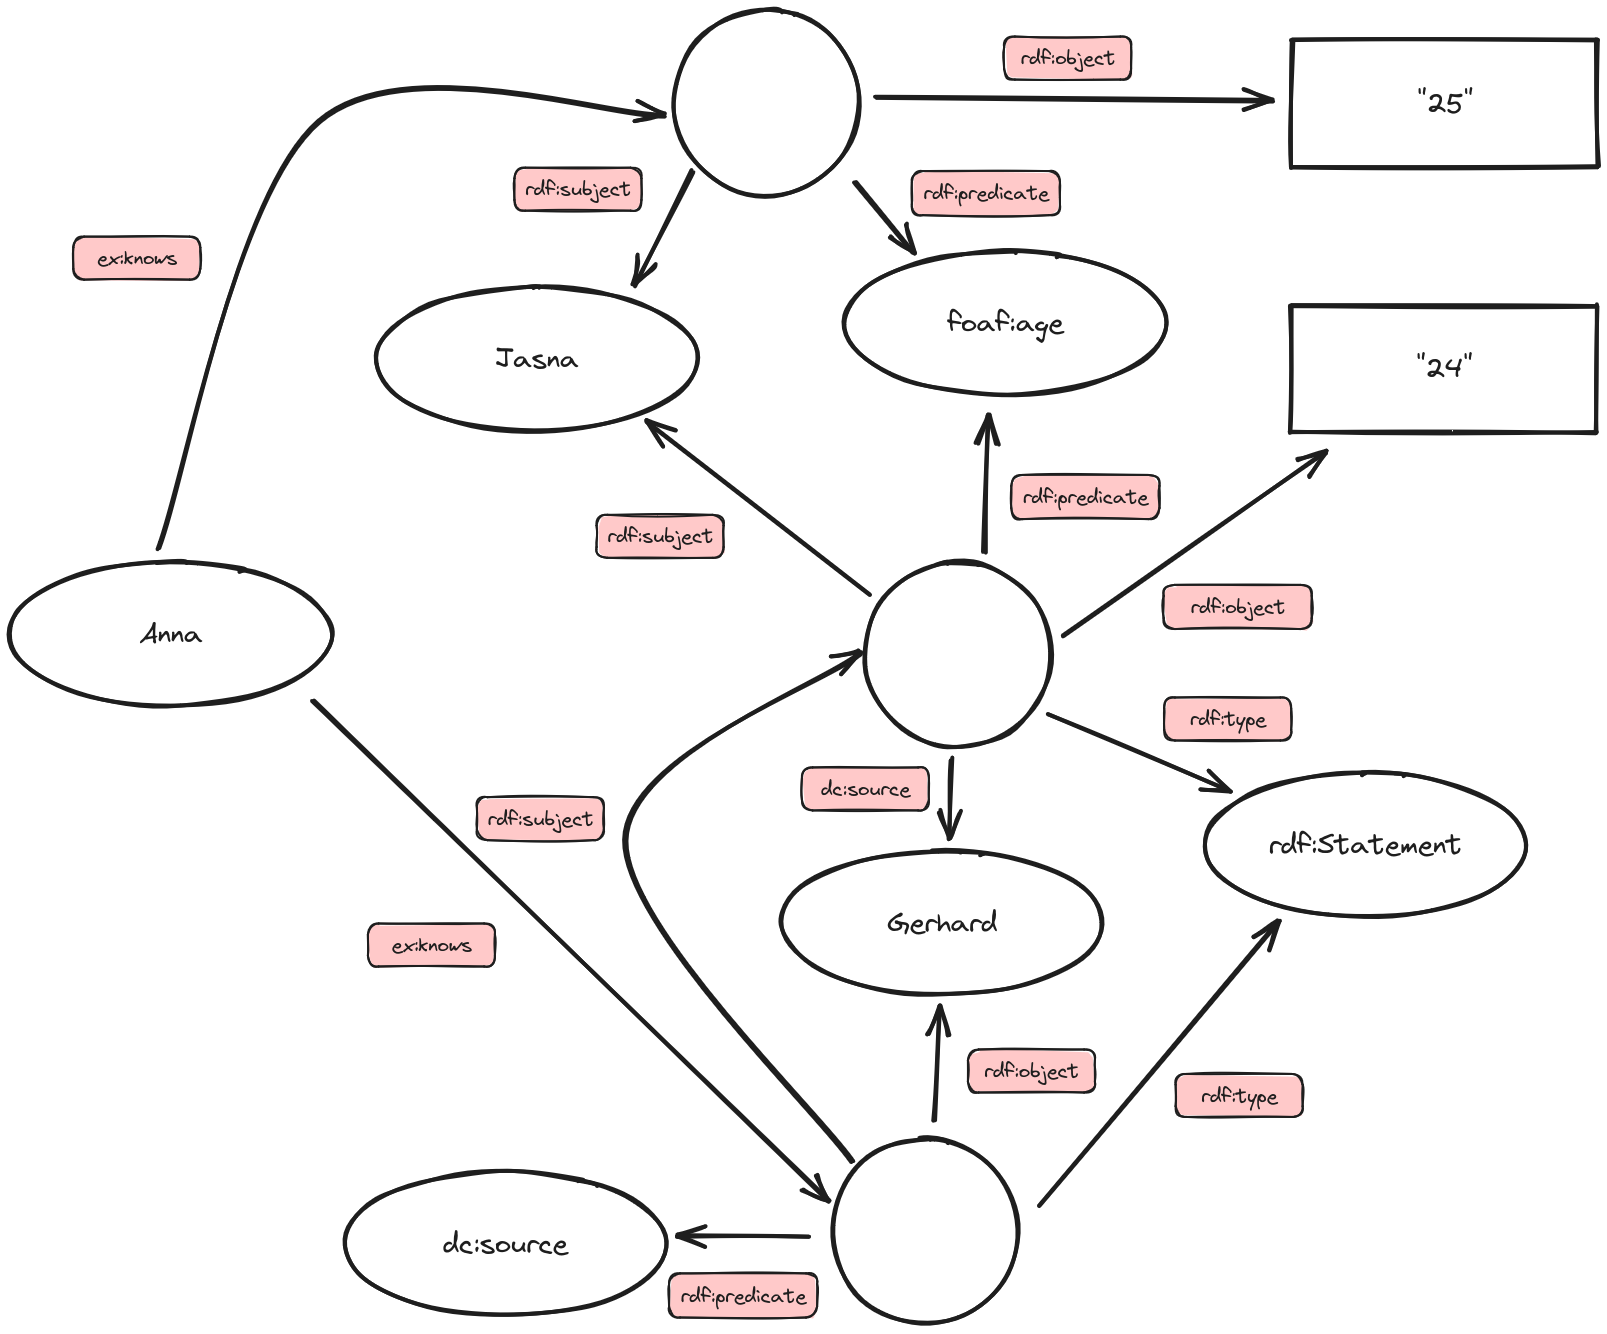 rdf:object
"25"
rdf:subject
rdf:predicate
ex:knows
foaf:age
Jasna
"24"
rdf:predicate
rdf:subject
rdf:object
Anna
rdf:type
dc:source
rdf:subject
rdf:Statement
Gerhard
ex:knows
rdf:object
rdf:type
dc:source
rdf:predicate